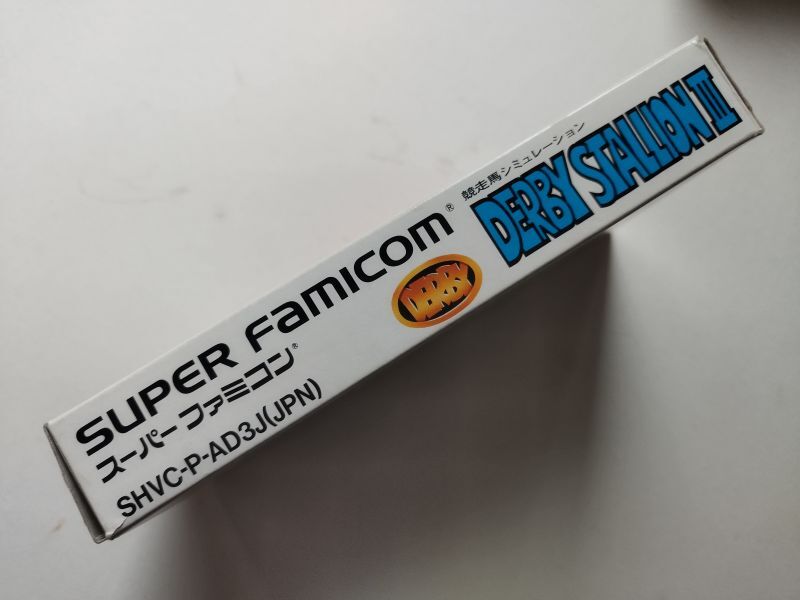 SUPER FAMICOM®
スーパーファミコン®
SHVC-P-AD3J(JPN)
DERBY
競走馬シミュレーション
DERBY STALLION III